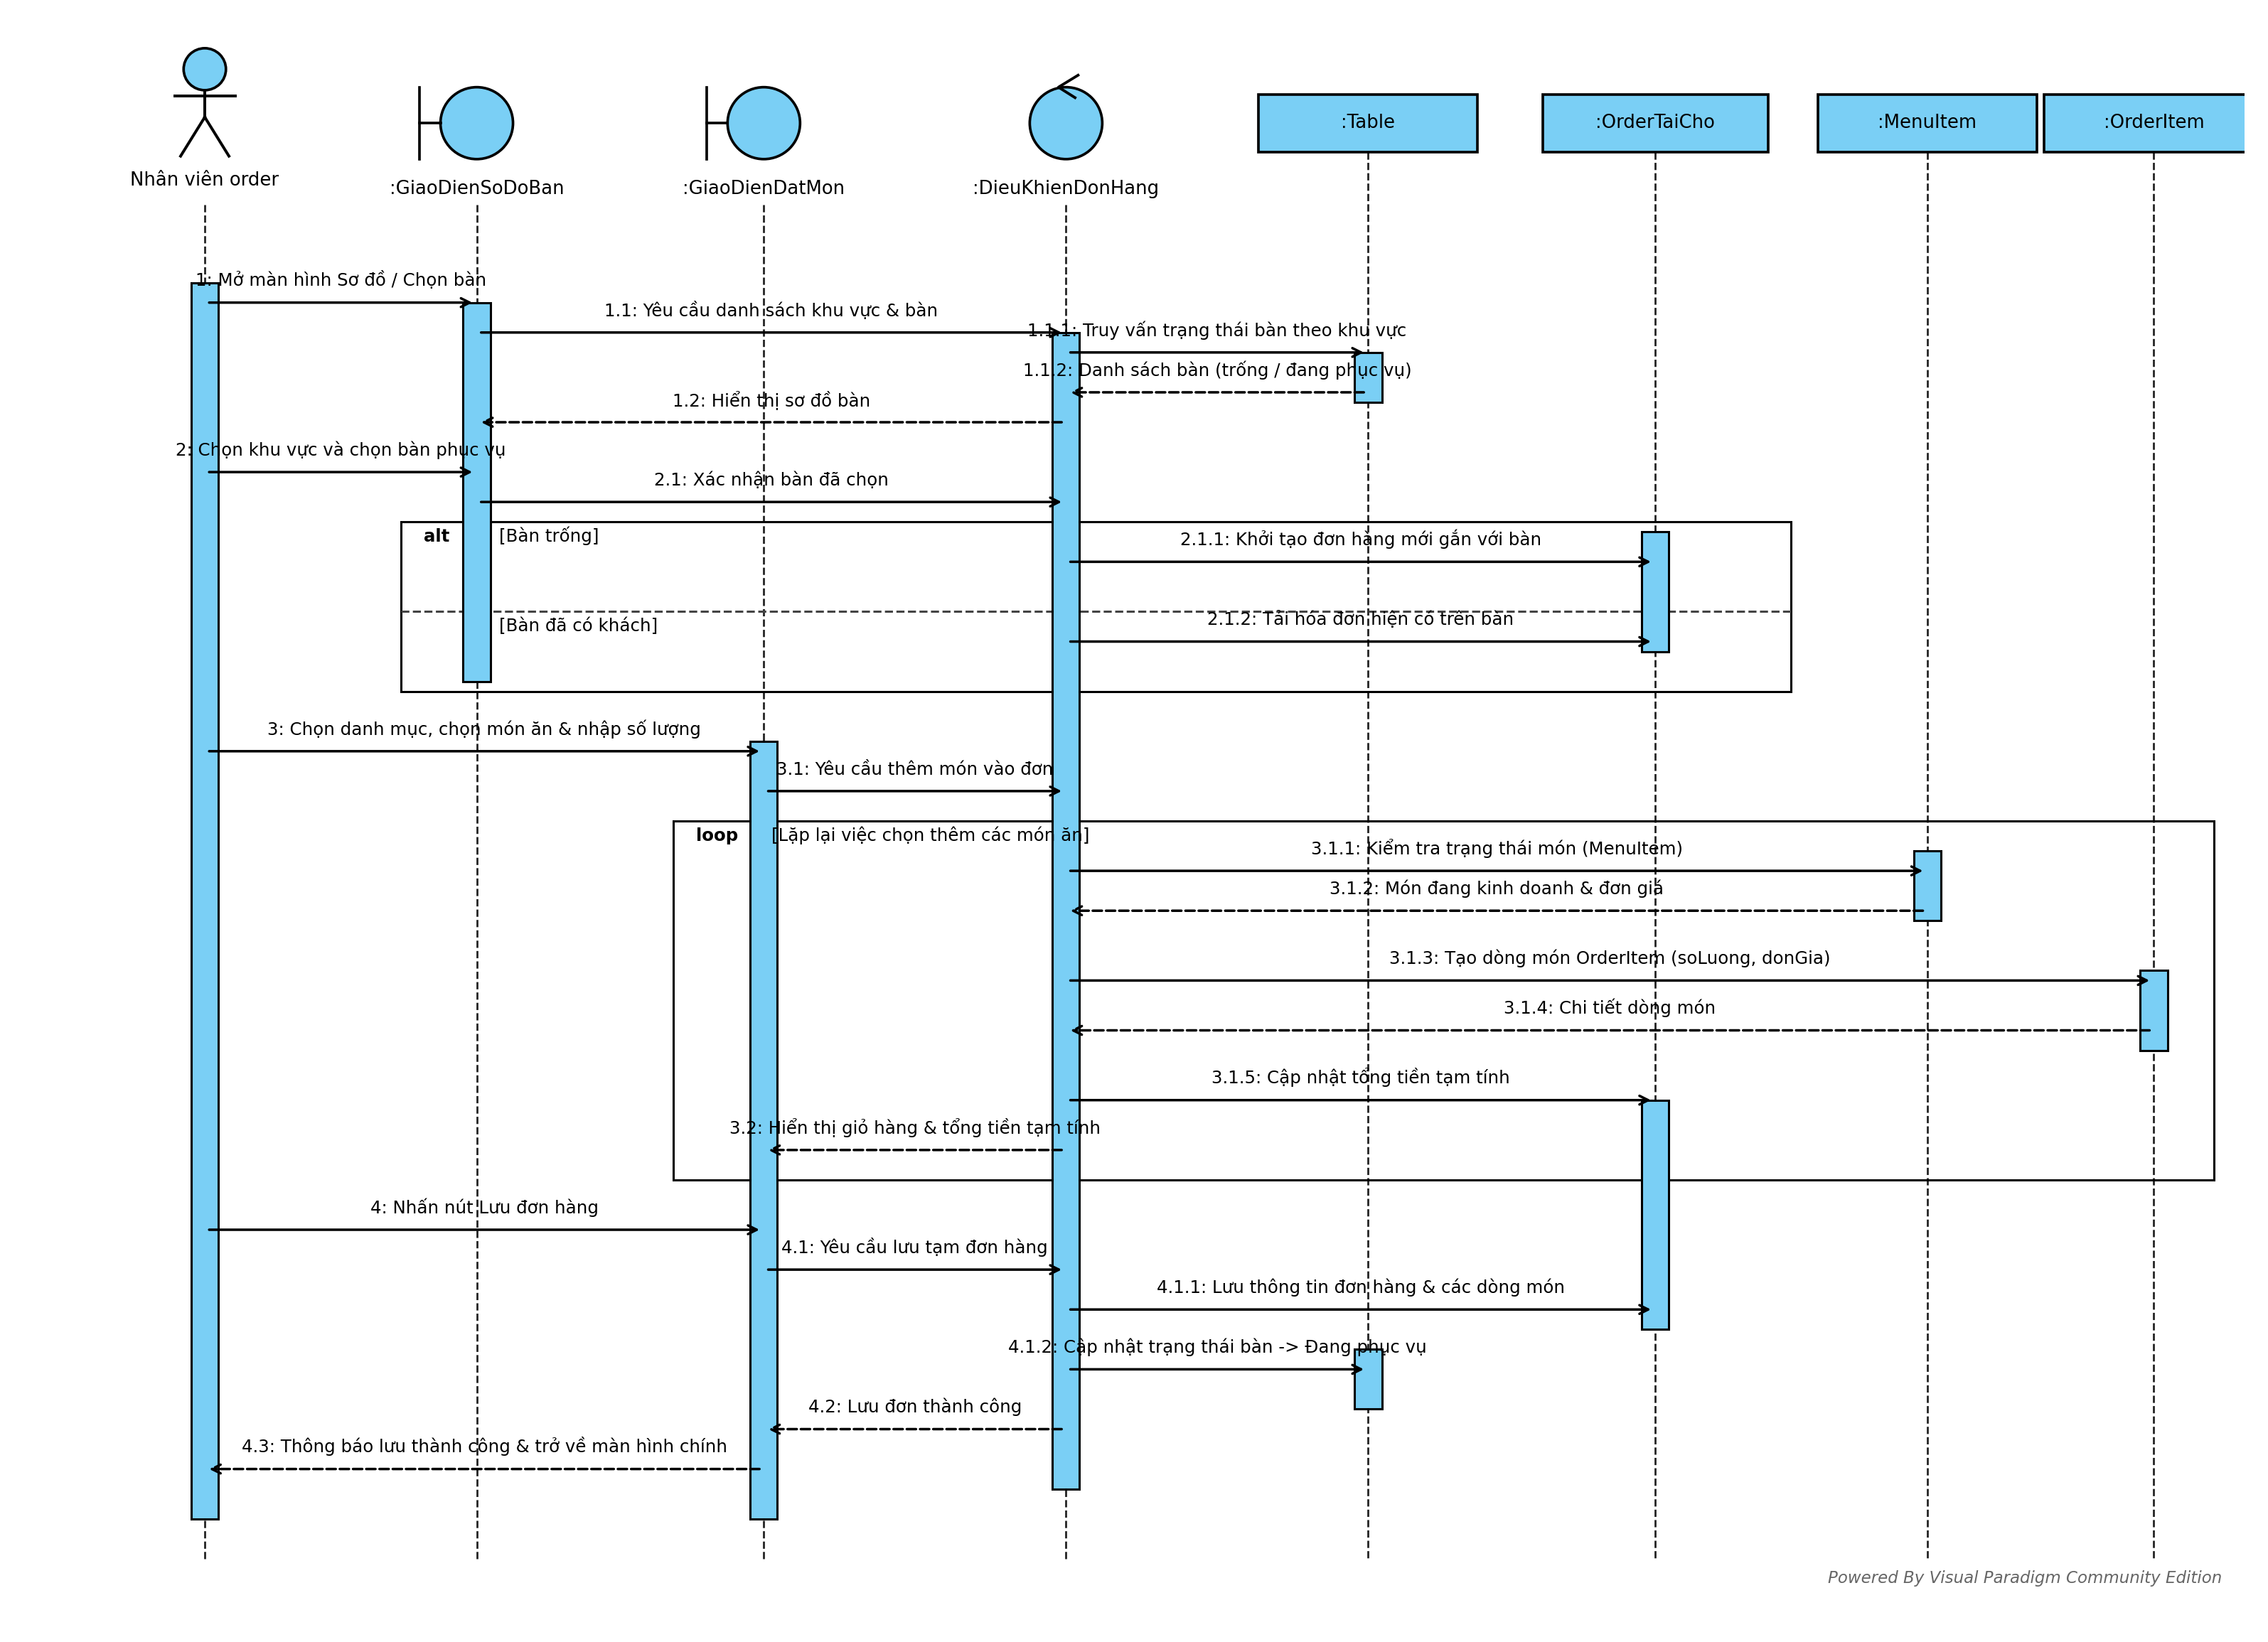 Nhân viên order
:GiaoDienSoDoBan
:GiaoDienDatMon
:DieuKhienDonHang
:Table
:OrderTaiCho
:MenuItem
:OrderItem
1: Mở màn hình Sơ đồ / Chọn bàn
1.1: Yêu cầu danh sách khu vực & bàn
1.1.1: Truy vấn trạng thái bàn theo khu vực
1.1.2: Danh sách bàn (trống / đang phục vụ)
1.2: Hiển thị sơ đồ bàn
2: Chọn khu vực và chọn bàn phục vụ
2.1: Xác nhận bàn đã chọn
alt
[Bàn trống]
2.1.1: Khởi tạo đơn hàng mới gắn với bàn
[Bàn đã có khách]
2.1.2: Tải hóa đơn hiện có trên bàn
3: Chọn danh mục, chọn món ăn & nhập số lượng
3.1: Yêu cầu thêm món vào đơn
loop
[Lặp lại việc chọn thêm các món ăn]
3.1.1: Kiểm tra trạng thái món (MenuItem)
3.1.2: Món đang kinh doanh & đơn giá
3.1.3: Tạo dòng món OrderItem (soLuong, donGia)
3.1.4: Chi tiết dòng món
3.1.5: Cập nhật tổng tiền tạm tính
3.2: Hiển thị giỏ hàng & tổng tiền tạm tính
4: Nhấn nút Lưu đơn hàng
4.1: Yêu cầu lưu tạm đơn hàng
4.1.1: Lưu thông tin đơn hàng & các dòng món
4.1.2: Cập nhật trạng thái bàn -> Đang phục vụ
4.2: Lưu đơn thành công
4.3: Thông báo lưu thành công & trở về màn hình chính
Powered By Visual Paradigm Community Edition